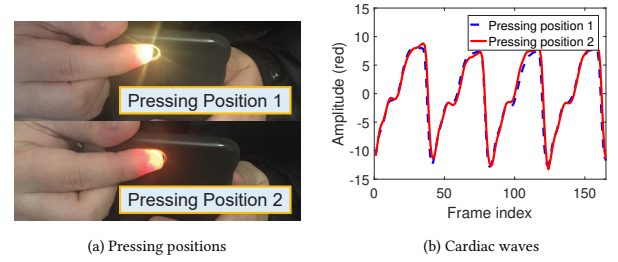 Pressing Position 1
Pressing Position 2
(a) Pressing positions
15
10
5
0
-5
-10
-15
Amplitude (red)
Pressing position 1
Pressing position 2
0
50
100
150
Frame index
(b) Cardiac waves